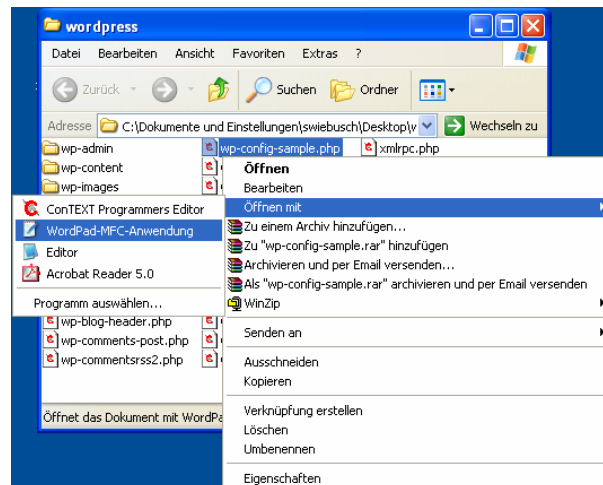 wordpress
Datei Bearbeiten Ansicht Favoriten Extras ?
Zurück Suchen Ordner
Adresse C:\Dokumente und Einstellungen\swiebusch\Desktop\w Wechseln zu
wp-admin wp-config-sample.php xmlrpc.php
wp-content
wp-images
Öffnen
Bearbeiten
Öffnen mit
Zu einem Archiv hinzufügen...
Zu "wp-config-sample.rar" hinzufügen
Archivieren und per Email versenden...
Als "wp-config-sample.rar" archivieren und per Email versenden
WinZip
Senden an
Ausschneiden
Kopieren
Verknüpfung erstellen
Löschen
Umbenennen
Eigenschaften
ConTEXT Programmers Editor
WordPad-MFC-Anwendung
Editor
Acrobat Reader 5.0
Programm auswählen...
wp-blog-header.php
wp-comments-post.php
wp-commentsrss2.php
Öffnet das Dokument mit WordPa